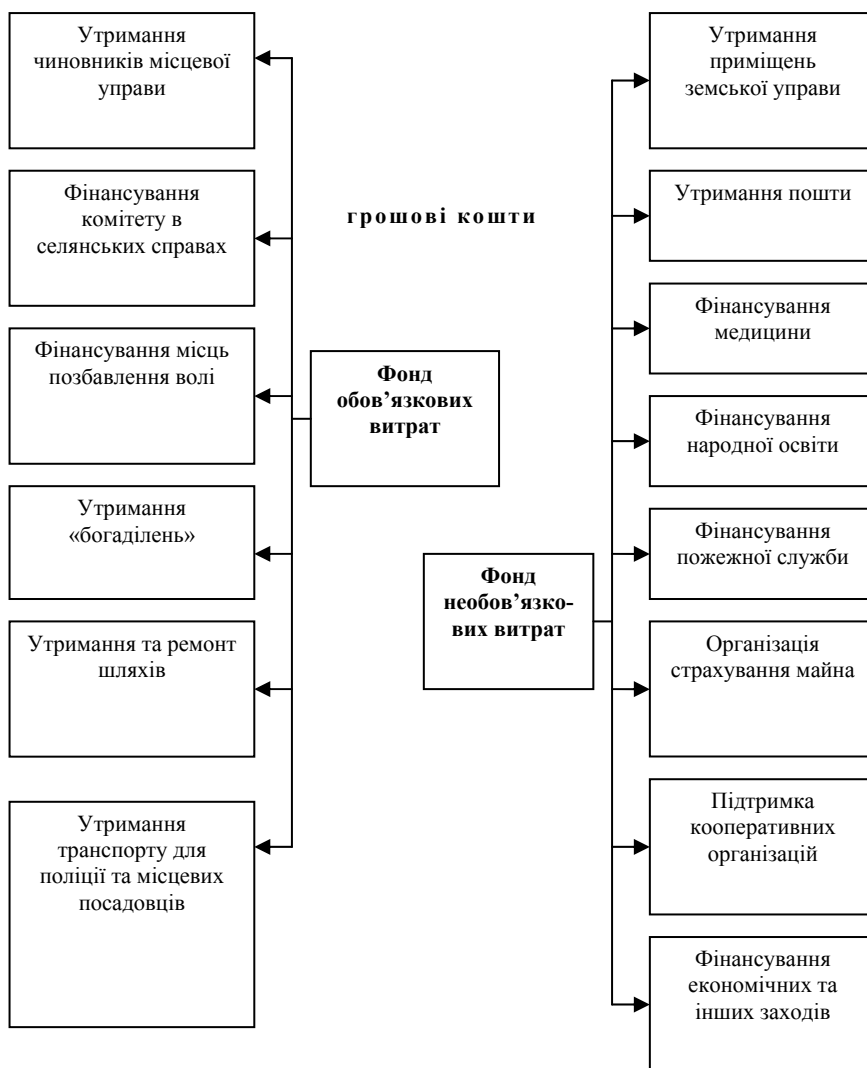 Утримання
чиновників місцевої
управи
Фінансування
комітету в
селянських справах
Фінансування місць
позбавлення волі
Утримання
«богаділень»
Утримання та ремонт
шляхів
Утримання
транспорту для
поліції та місцевих
посадовців
грошові кошти
Фонд
обов’язкових
витрат
Фонд
необов’язко-
вих витрат
Утримання
приміщень
земської управи
Утримання пошти
Фінансування
медицини
Фінансування
народної освіти
Фінансування
пожежної служби
Організація
страхування майна
Підтримка
кооперативних
організацій
Фінансування
економічних та
інших заходів